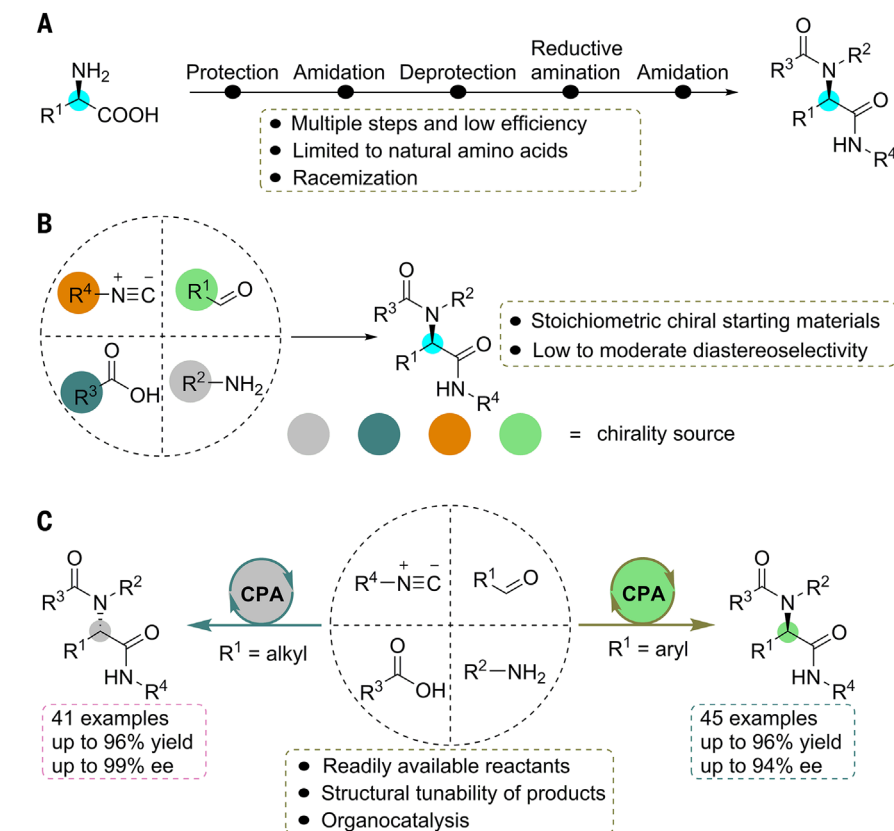 A
NH₂
R¹
COOH
Protection Amidation Deprotection Reductive amination Amidation
• Multiple steps and low efficiency
• Limited to natural amino acids
• Racemization
O
R³ N R²
R¹ O
HN R⁴
B
R⁴–N≡C
+ −
R¹ O
O
R³ OH
R²–NH₂
O
R³ N R²
R¹ O
HN R⁴
• Stoichiometric chiral starting materials
• Low to moderate diastereoselectivity
= chirality source
C
O
R³ N R²
R¹ O
HN R⁴
CPA
R¹ = alkyl
R⁴–N≡C
+ −
R¹ O
O
R³ OH
R²–NH₂
CPA
R¹ = aryl
O
R³ N R²
R¹ O
HN R⁴
41 examples
up to 96% yield
up to 99% ee
45 examples
up to 96% yield
up to 94% ee
• Readily available reactants
• Structural tunability of products
• Organocatalysis